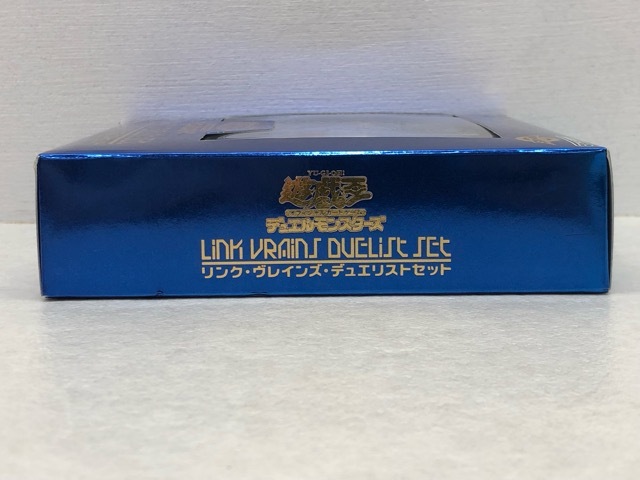 YU-GI-OH!
遊戯王
デュエルモンスターズ
LiNK VRAiNS DUELiSt SEt
リンク・ヴレインズ・デュエリストセット